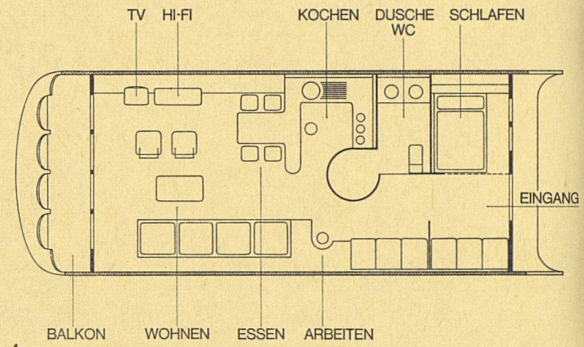 TV HI-FI KOCHEN DUSCHE SCHLAFEN
WC
EINGANG
BALKON WOHNEN ESSEN ARBEITEN